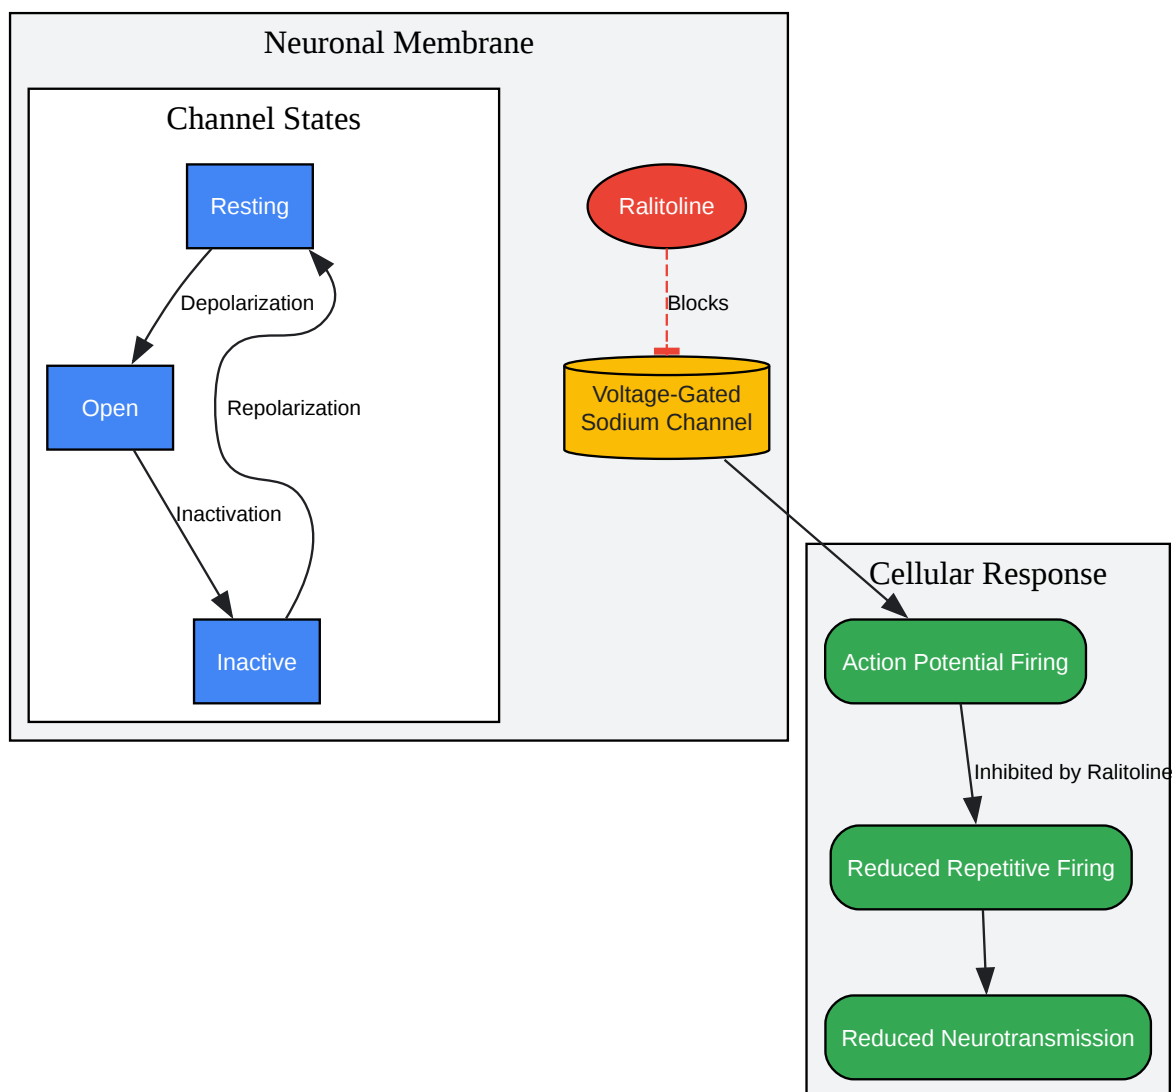 Neuronal Membrane
Channel States
Resting
Ralitoline
Depolarization
Blocks
Open
Repolarization
Voltage-Gated
Sodium Channel
Inactivation
Inactive
Cellular Response
Action Potential Firing
Inhibited by Ralitoline
Reduced Repetitive Firing
Reduced Neurotransmission